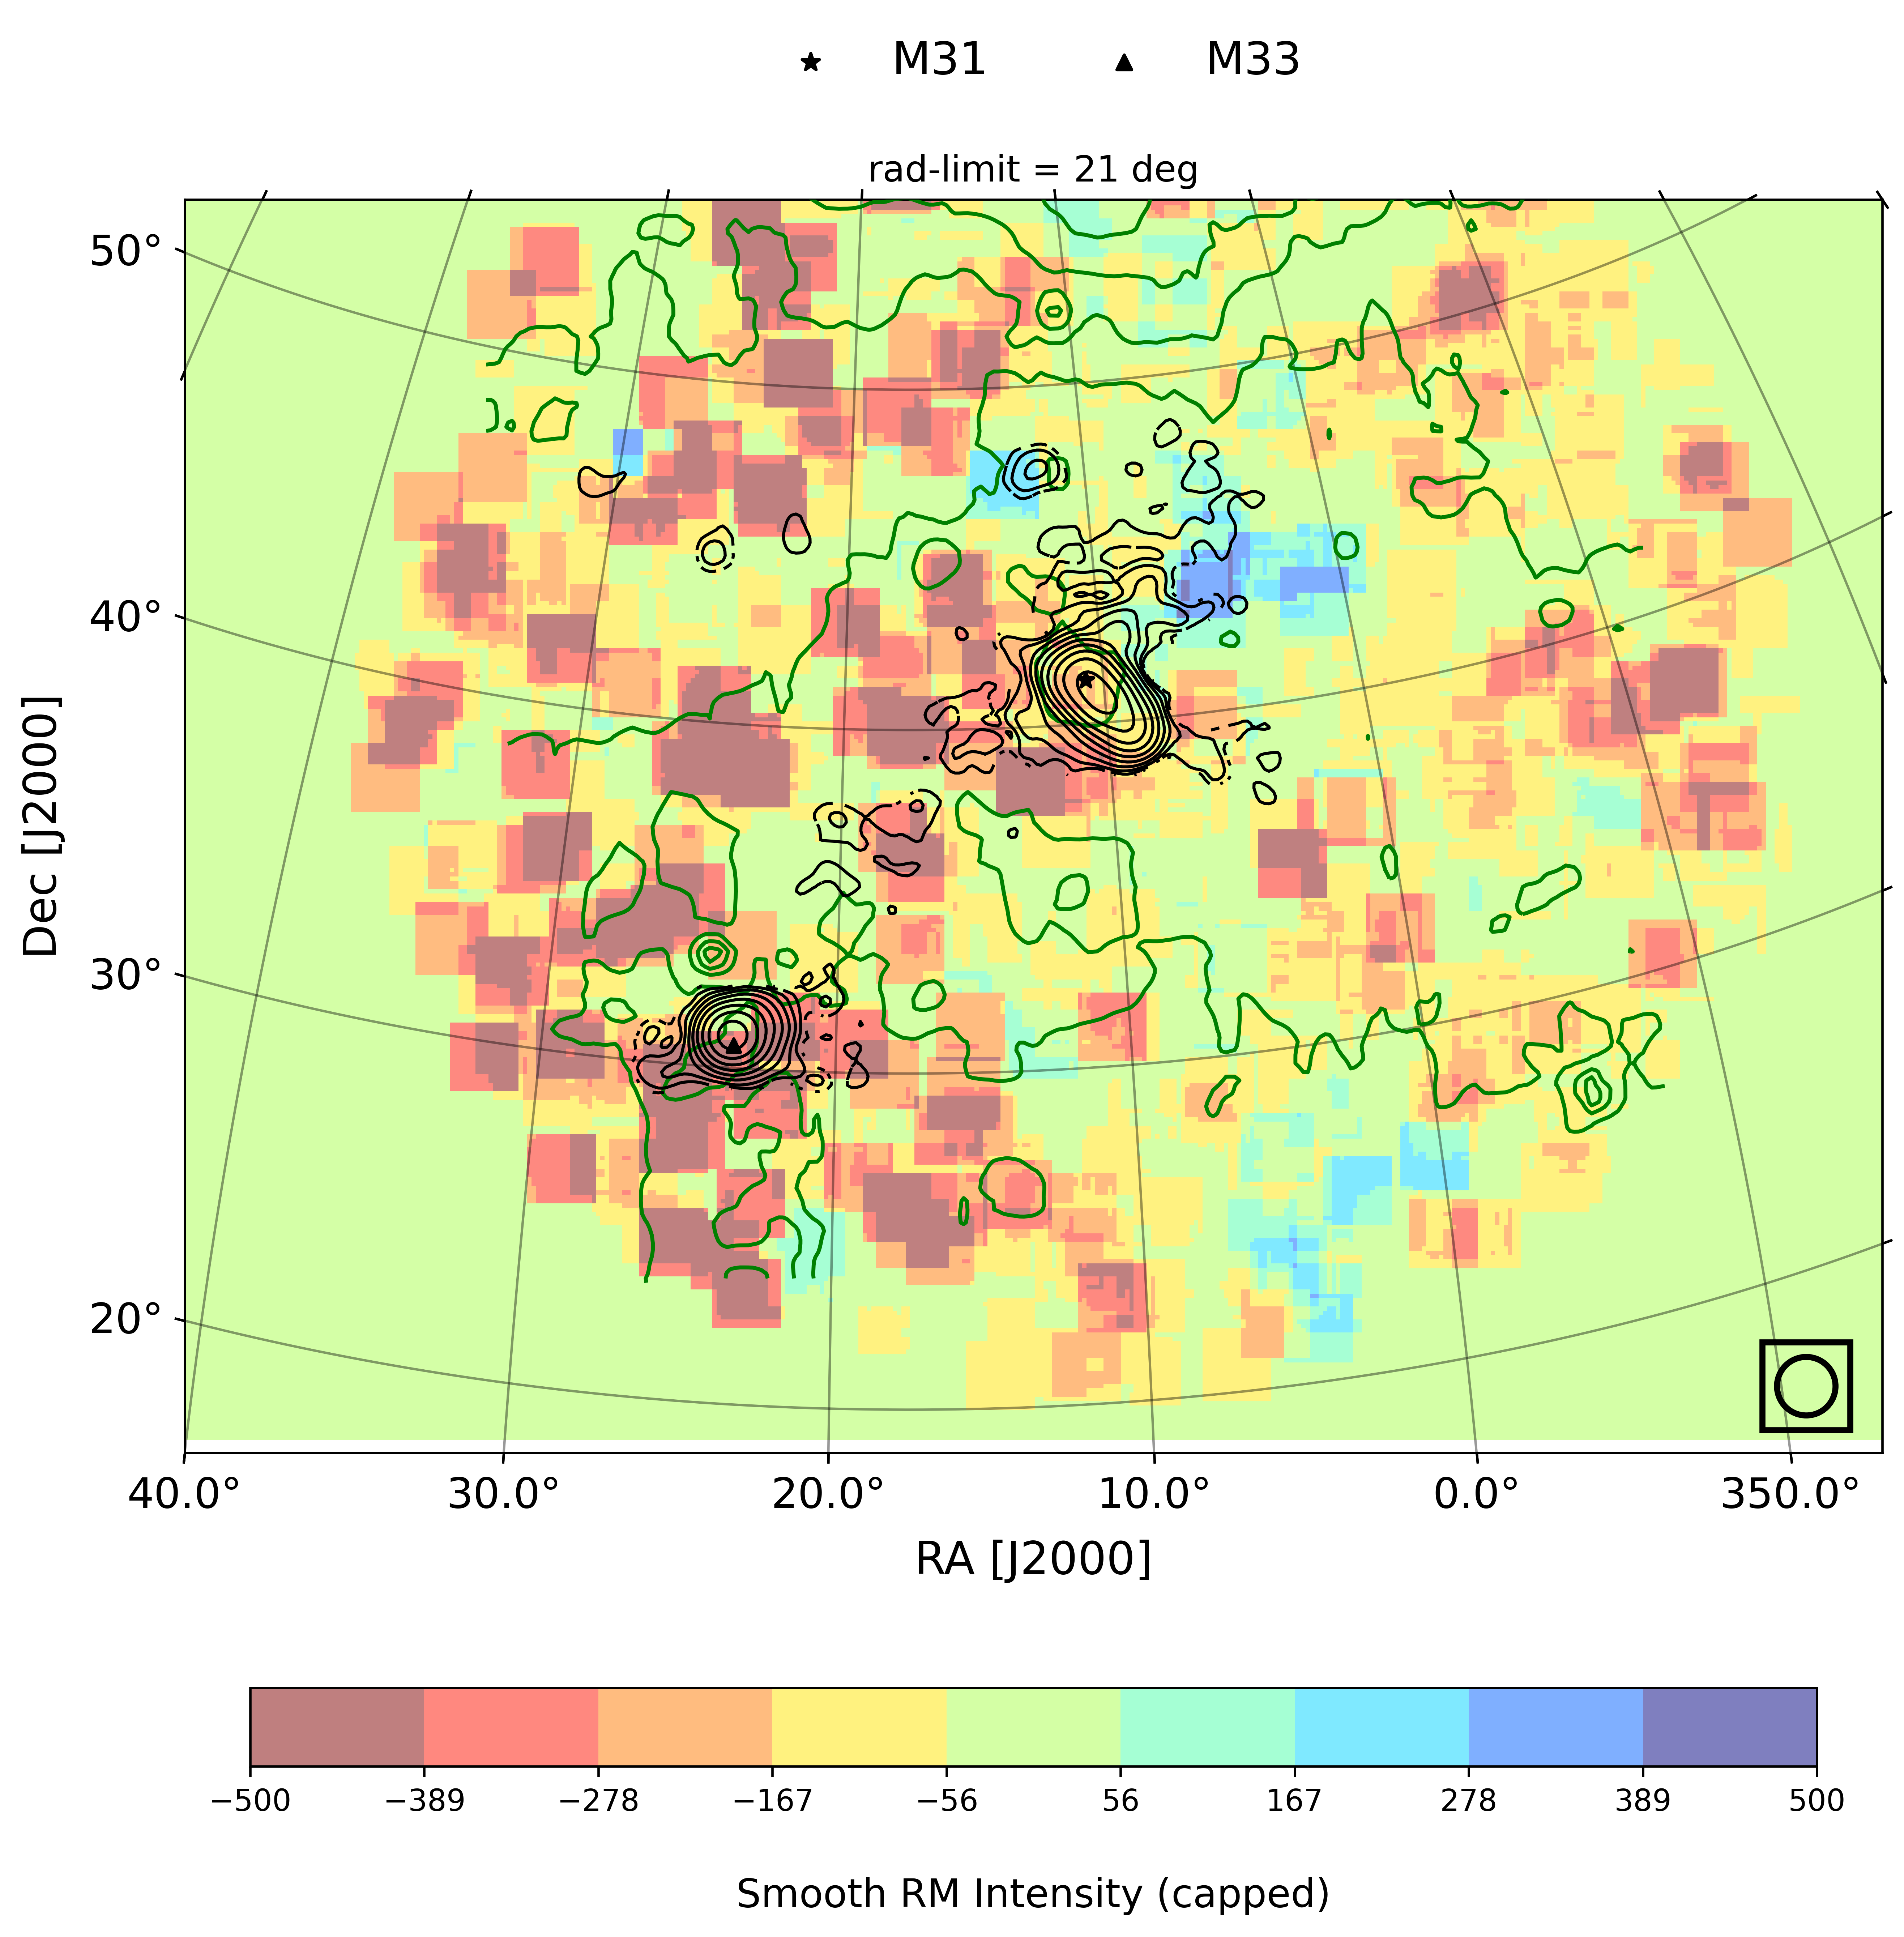 M31 M33
rad-limit = 21 deg
50°
40°
30°
20°
Dec [J2000]
40.0° 30.0° 20.0° 10.0° 0.0° 350.0°
RA [J2000]
−500 −389 −278 −167 −56 56 167 278 389 500
Smooth RM Intensity (capped)